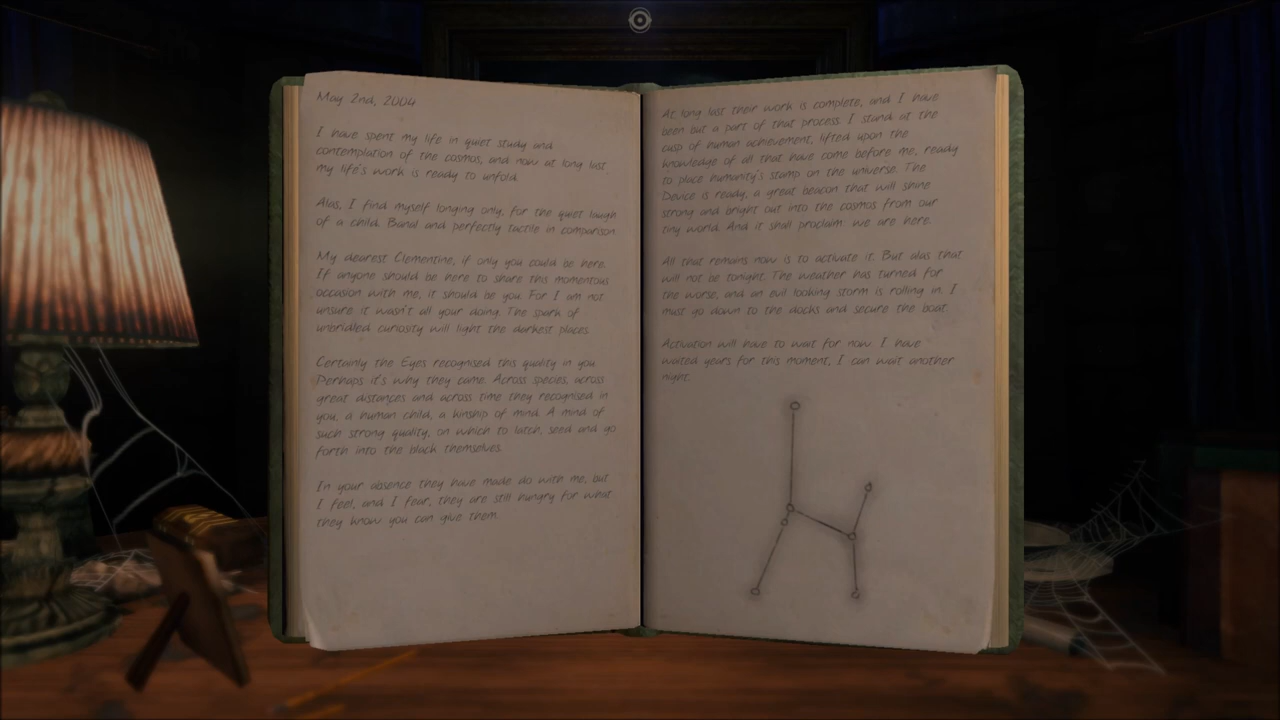 May 2nd, 2004
I have spent my life in quiet study and
contemplation of the cosmos, and now at long last,
my life's work is ready to unfold.
Alas, I find myself longing only, for the quiet laugh
of a child. Banal and perfectly tactile in comparison.
My dearest Clementine, if only you could be here.
If anyone should be here to share this momentous
occasion with me, it should be you. For I am not
unsure it wasn't all your doing. The spark of
unbridled curiosity will light the darkest places.
Certainly the Eyes recognised this quality in you.
Perhaps it's why they came. Across species, across
great distances and across time they recognised in
you, a human child, a kinship of mind. A mind of
such strong quality, on which to latch, seed and go
forth into the black themselves.
In your absence they have made do with me, but
I feel, and I fear, they are still hungry for what
they know you can give them.
At long last their work is complete, and I have
been but a part of that process. I stand at the
cusp of human achievement, lifted upon the
knowledge of all that have come before me, ready
to place humanity's stamp on the universe. The
Device is ready, a great beacon that will shine
strong and bright out into the cosmos from our
tiny world. And it shall proclaim: we are here.
All that remains now is to activate it. But alas that
will not be tonight. The weather has turned for
the worse, and an evil looking storm is rolling in. I
must go down to the docks and secure the boat.
Activation will have to wait for now. I have
waited years for this moment, I can wait another
night.